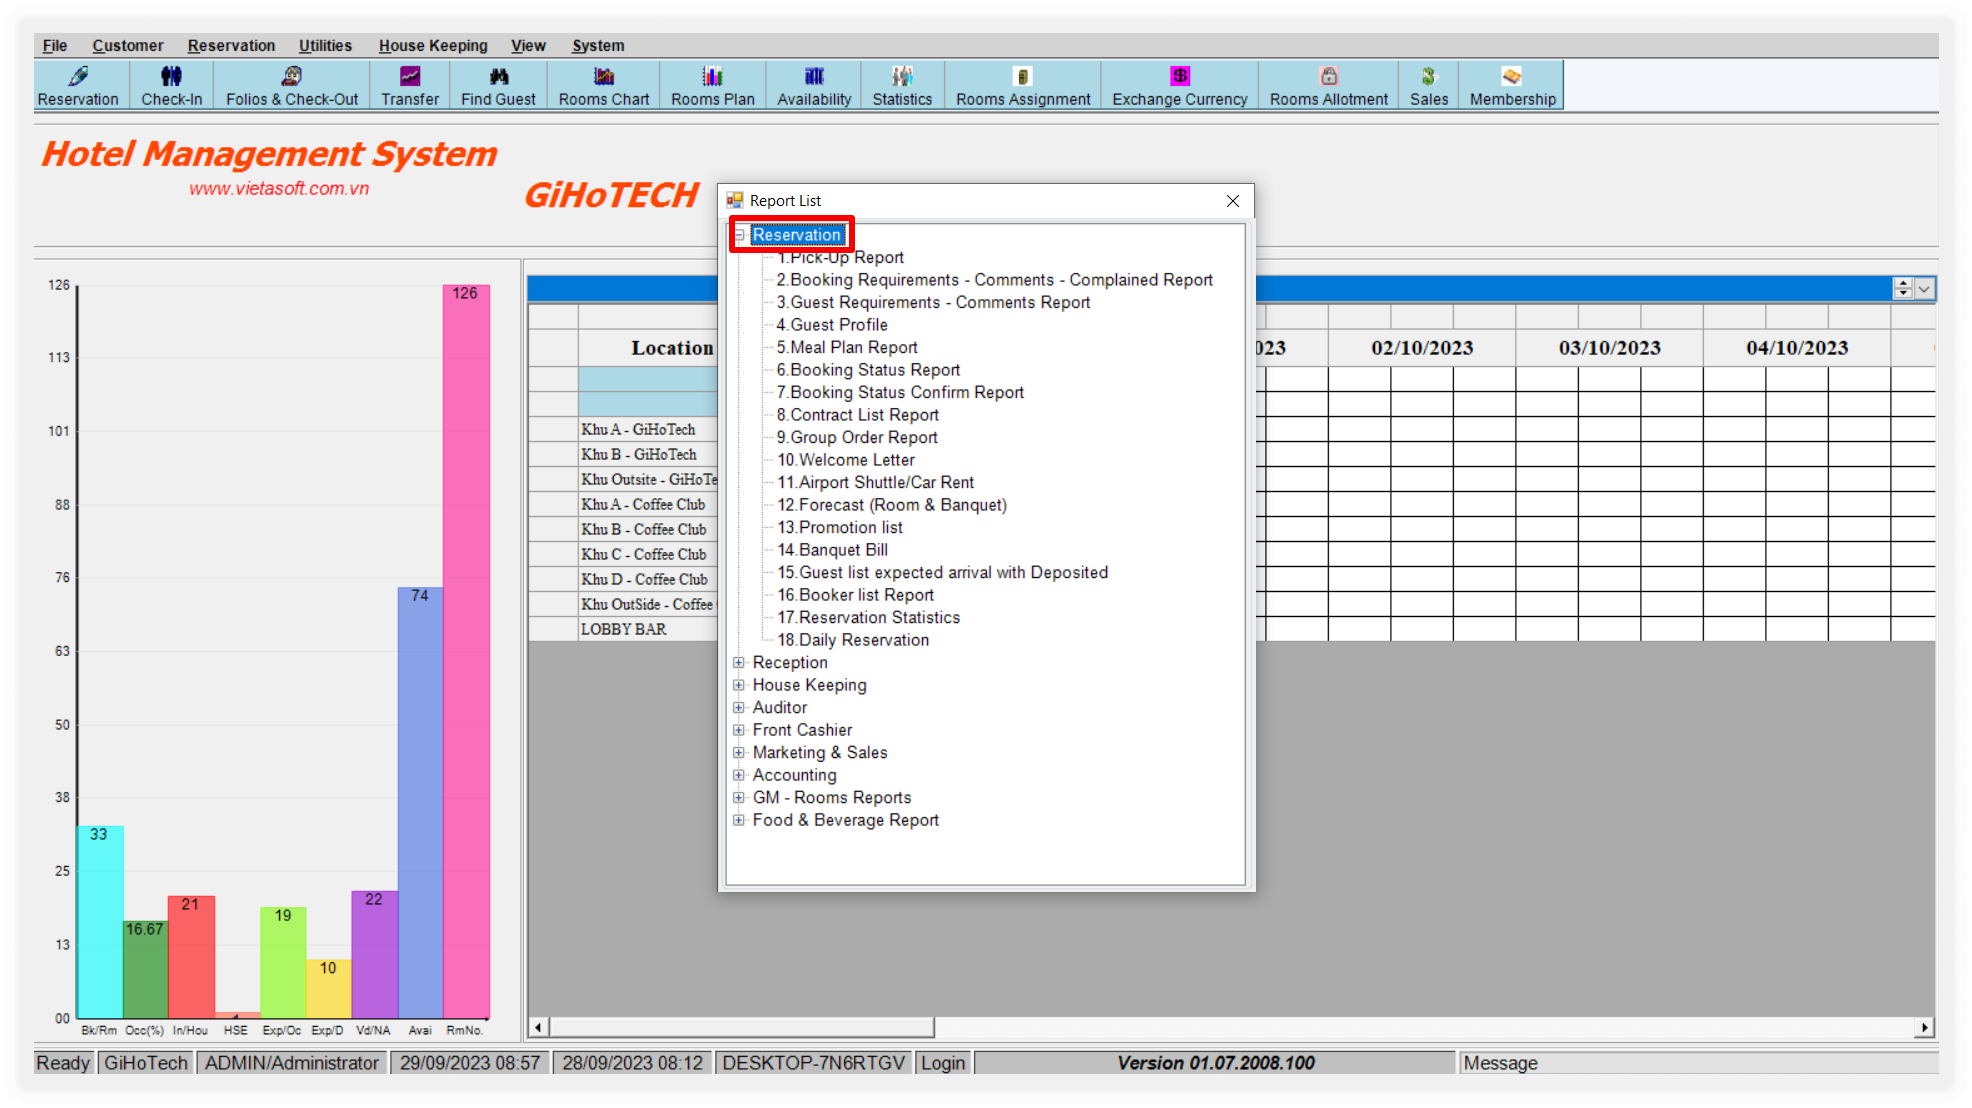 File Customer Reservation Utilities House Keeping View System
Reservation Check-In Folios & Check-Out Transfer Find Guest Rooms Chart Rooms Plan Availability Statistics Rooms Assignment Exchange Currency Rooms Allotment Sales Membership
Hotel Management System
www.vietasoft.com.vn
GiHoTECH
Report List
Reservation
1.Pick-Up Report
2.Booking Requirements - Comments - Complained Report
3.Guest Requirements - Comments Report
4.Guest Profile
5.Meal Plan Report
6.Booking Status Report
7.Booking Status Confirm Report
8.Contract List Report
9.Group Order Report
10.Welcome Letter
11.Airport Shuttle/Car Rent
12.Forecast (Room & Banquet)
13.Promotion list
14.Banquet Bill
15.Guest list expected arrival with Deposited
16.Booker list Report
17.Reservation Statistics
18.Daily Reservation
Reception
House Keeping
Auditor
Front Cashier
Marketing & Sales
Accounting
GM - Rooms Reports
Food & Beverage Report
126
113
101
88
76
63
50
38
25
13
00
33
16.67
21
19
10
22
74
126
Bk/Rm Occ(%) In/Hou HSE Exp/Oc Exp/D Vd/NA Avai RmNo.
Location 023 02/10/2023 03/10/2023 04/10/2023
Khu A - GiHoTech
Khu B - GiHoTech
Khu Outsite - GiHoTe
Khu A - Coffee Club
Khu B - Coffee Club
Khu C - Coffee Club
Khu D - Coffee Club
Khu OutSide - Coffee
LOBBY BAR
Ready GiHoTech ADMIN/Administrator 29/09/2023 08:57 28/09/2023 08:12 DESKTOP-7N6RTGV Login Version 01.07.2008.100 Message